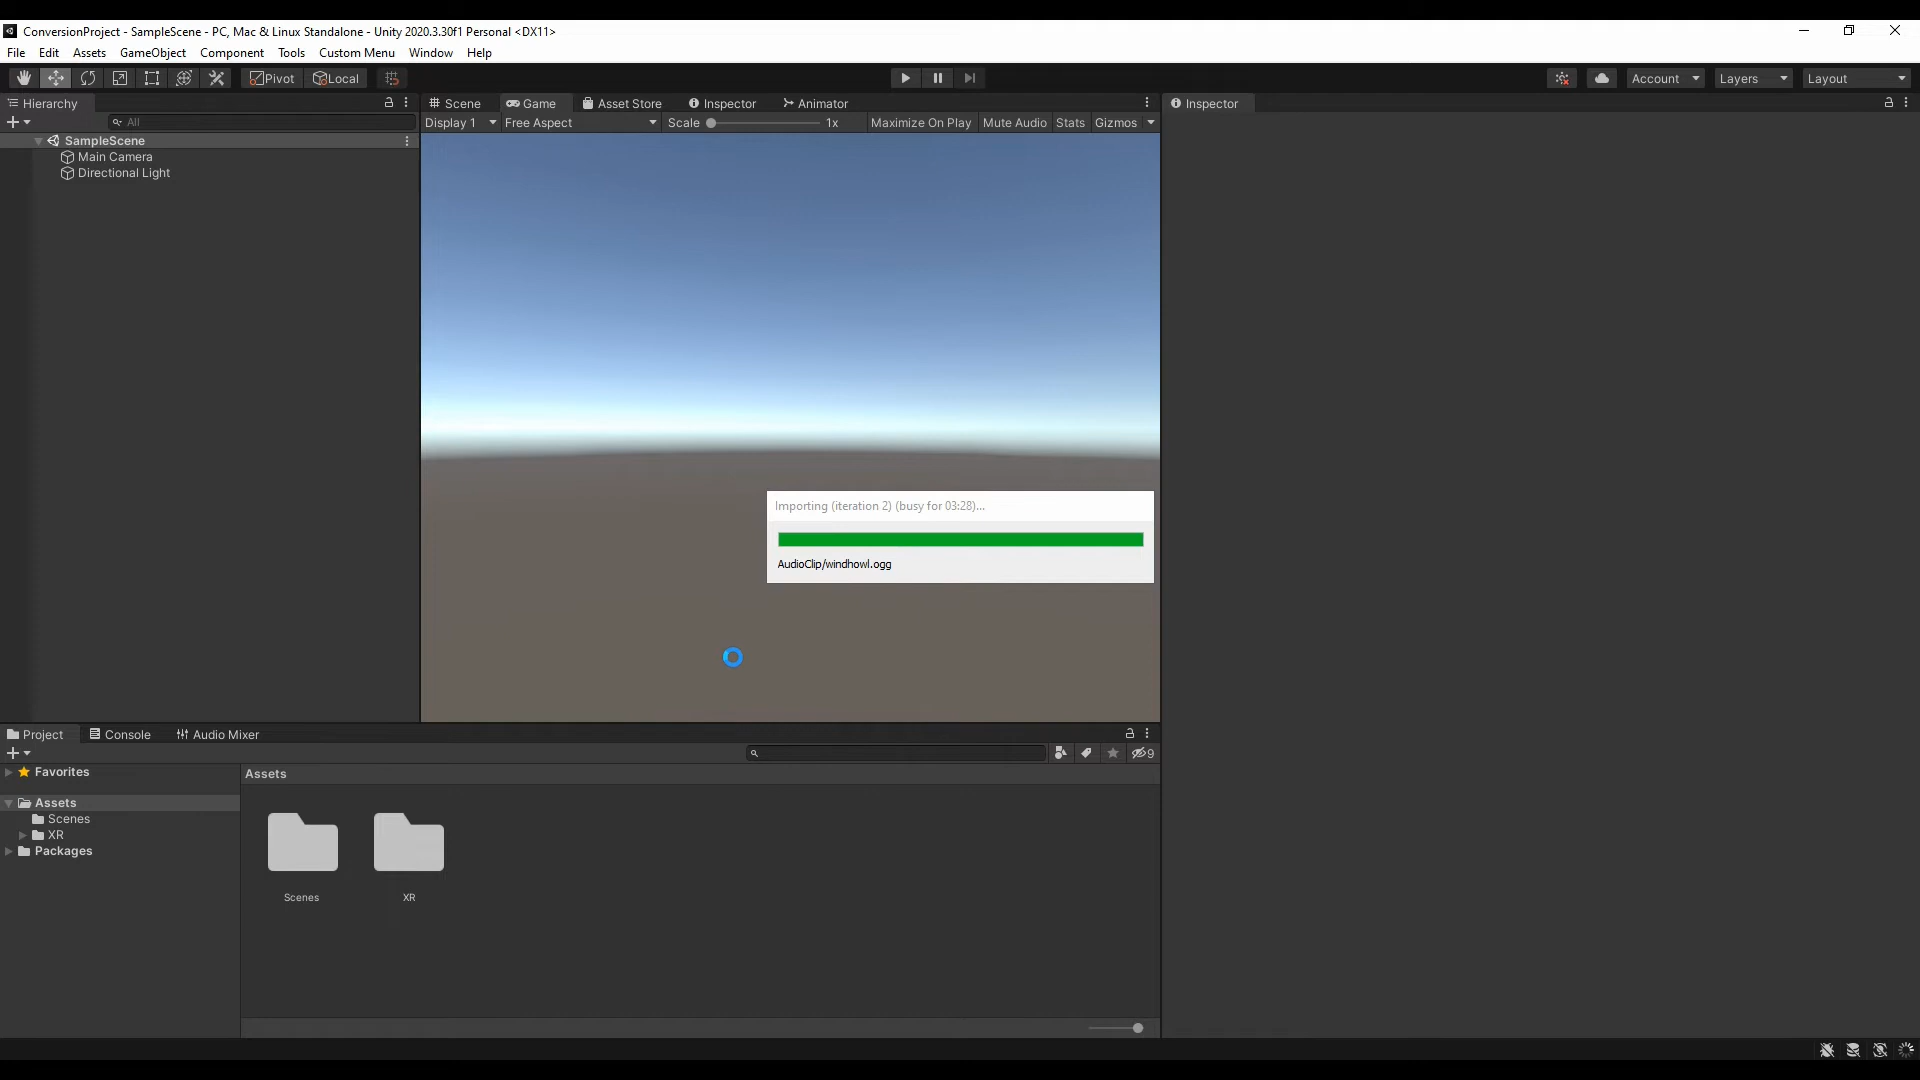 ConversionProject - SampleScene - PC, Mac & Linux Standalone - Unity 2020.3.30f1 Personal <DX11>
File Edit Assets GameObject Component Tools Custom Menu Window Help
Pivot Local Account Layers Layout
Hierarchy Scene Game Asset Store Inspector Animator Inspector
All Display 1 Free Aspect Scale 1x Maximize On Play Mute Audio Stats Gizmos
SampleScene
Main Camera
Directional Light
Importing (iteration 2) (busy for 03:28)...
AudioClip/windhowl.ogg
Project Console Audio Mixer
9
Favorites Assets
Assets
Scenes
XR
Packages
Scenes XR